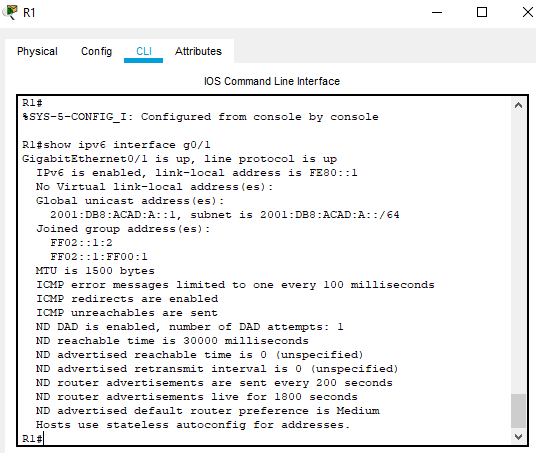 R1
Physical Config CLI Attributes
IOS Command Line Interface
R1#
%SYS-5-CONFIG_I: Configured from console by console
R1#show ipv6 interface g0/1
GigabitEthernet0/1 is up, line protocol is up
IPv6 is enabled, link-local address is FE80::1
No Virtual link-local address(es):
Global unicast address(es):
2001:DB8:ACAD:A::1, subnet is 2001:DB8:ACAD:A::/64
Joined group address(es):
FF02::1:2
FF02::1:FF00:1
MTU is 1500 bytes
ICMP error messages limited to one every 100 milliseconds
ICMP redirects are enabled
ICMP unreachables are sent
ND DAD is enabled, number of DAD attempts: 1
ND reachable time is 30000 milliseconds
ND advertised reachable time is 0 (unspecified)
ND advertised retransmit interval is 0 (unspecified)
ND router advertisements are sent every 200 seconds
ND router advertisements live for 1800 seconds
ND advertised default router preference is Medium
Hosts use stateless autoconfig for addresses.
R1#